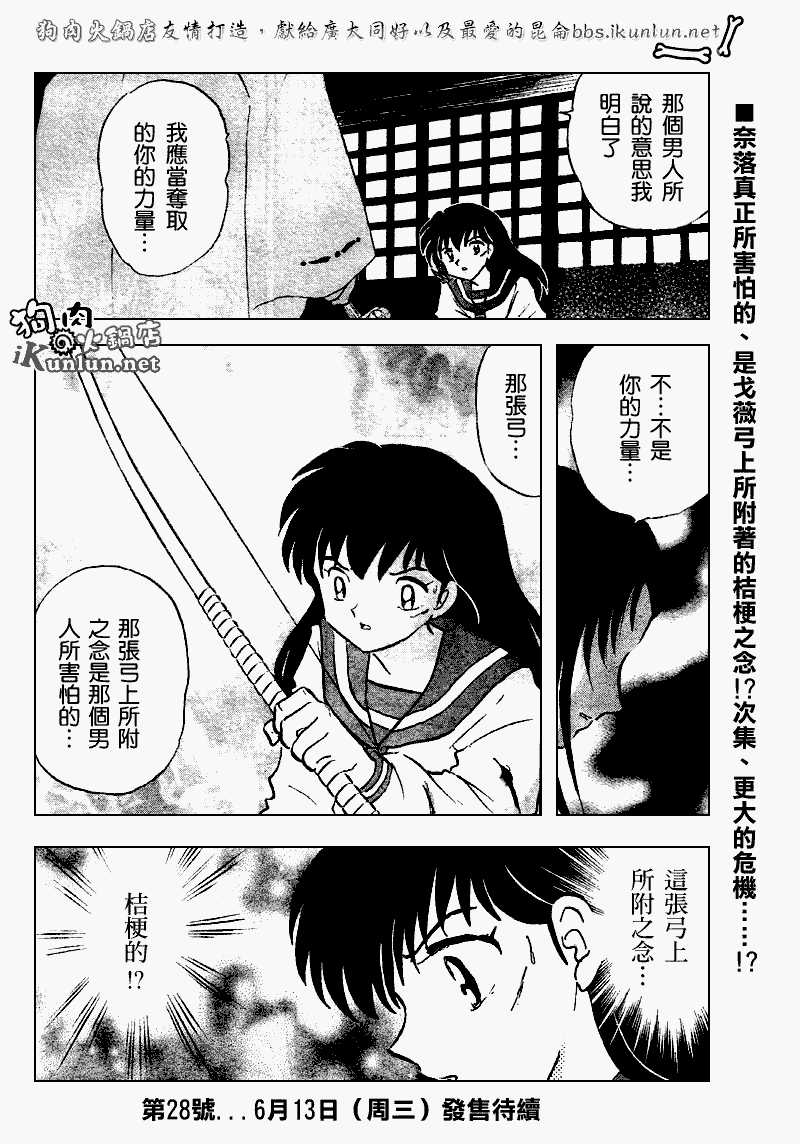 狗肉火鍋店友情打造，獻給廣大同好以及最愛的昆侖bbs.ikunlun.net
■奈落真正所害怕的、是戈薇弓上所附著的桔梗之念!?次集、更大的危機……!?
那個男人所
說的意思我
明白了
我應當奪取
的你的力量…
狗肉火鍋店
iKunlun.net
不…不是
你的力量…
那張弓…
那張弓上所附
之念是那個男
人所害怕的…
這張弓上
所附之念…
桔梗的!?
第28號...6月13日（周三）發售待續